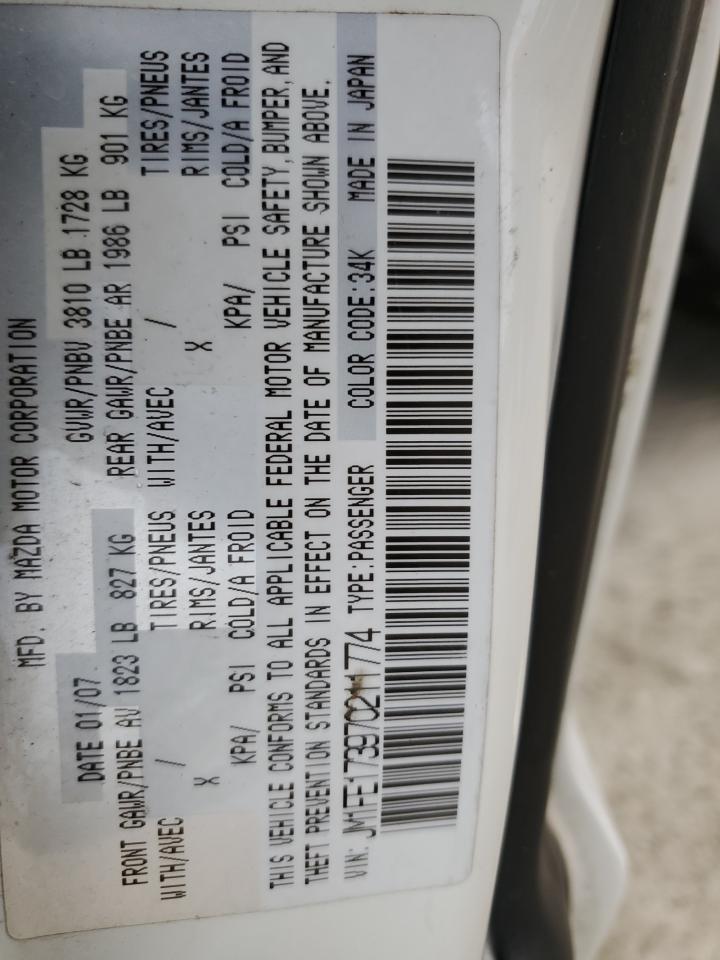 MFD. BY MAZDA MOTOR CORPORATION
DATE 01/07 GVWR/PNBV 3810 LB 1728 KG
FRONT GAWR/PNBE AV 1823 LB 827 KG REAR GAWR/PNBE AR 1986 LB 901 KG
WITH/AVEC / TIRES/PNEUS WITH/AVEC / TIRES/PNEUS
X RIMS/JANTES X RIMS/JANTES
KPA/ PSI COLD/A FROID KPA/ PSI COLD/A FROID
THIS VEHICLE CONFORMS TO ALL APPLICABLE FEDERAL MOTOR VEHICLE SAFETY, BUMPER, AND
THEFT PREVENTION STANDARDS IN EFFECT ON THE DATE OF MANUFACTURE SHOWN ABOVE.
VIN: JM1FE173970211774 TYPE:PASSENGER COLOR CODE:34K MADE IN JAPAN